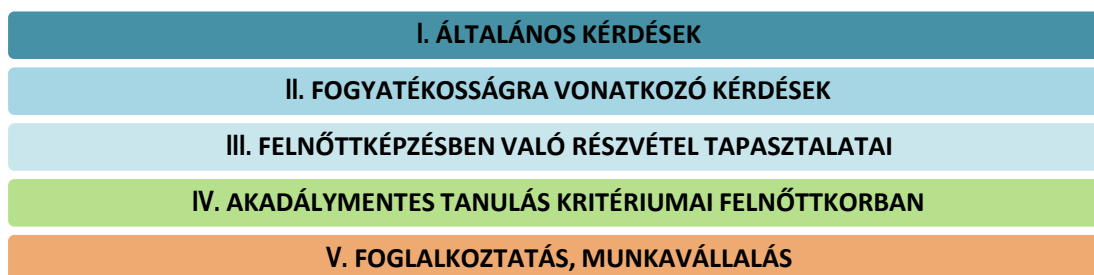 I. ÁLTALÁNOS KÉRDÉSEK
II. FOGYATÉKOSSÁGRA VONATKOZÓ KÉRDÉSEK
III. FELNŐTTKÉPZÉSBEN VALÓ RÉSZVÉTEL TAPASZTALATAI
IV. AKADÁLYMENTES TANULÁS KRITÉRIUMAI FELNŐTTKORBAN
V. FOGLALKOZTATÁS, MUNKAVÁLLALÁS